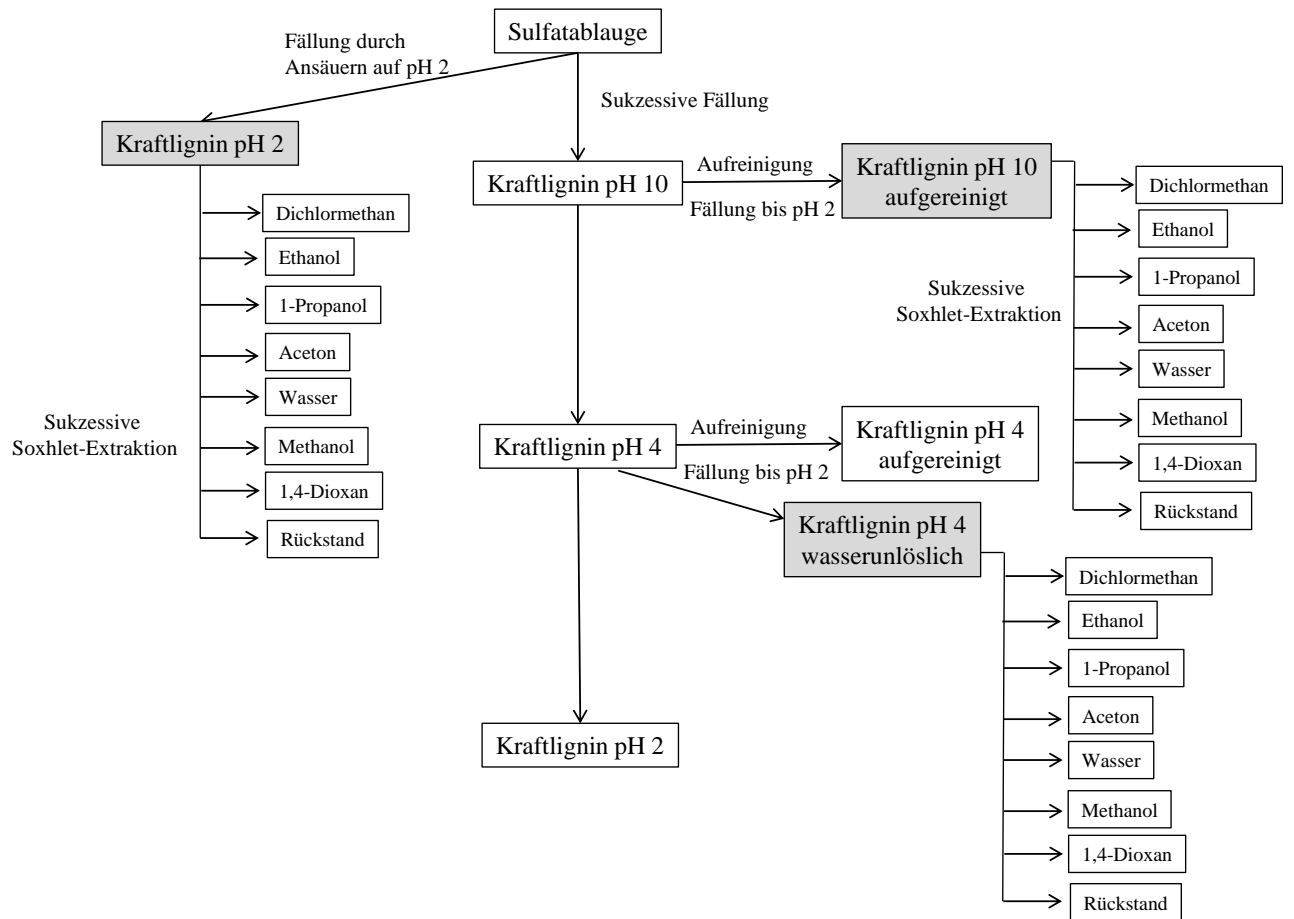 Sulfatablauge
Fällung durch
Ansäuern auf pH 2
Sukzessive Fällung
Kraftlignin pH 2
Dichlormethan
Ethanol
1-Propanol
Aceton
Wasser
Methanol
1,4-Dioxan
Rückstand
Sukzessive
Soxhlet-Extraktion
Kraftlignin pH 10
Aufreinigung
Fällung bis pH 2
Kraftlignin pH 10
aufgereinigt
Sukzessive
Soxhlet-Extraktion
Dichlormethan
Ethanol
1-Propanol
Aceton
Wasser
Methanol
1,4-Dioxan
Rückstand
Kraftlignin pH 4
Aufreinigung
Fällung bis pH 2
Kraftlignin pH 4
aufgereinigt
Kraftlignin pH 4
wasserunlöslich
Dichlormethan
Ethanol
1-Propanol
Aceton
Wasser
Methanol
1,4-Dioxan
Rückstand
Kraftlignin pH 2